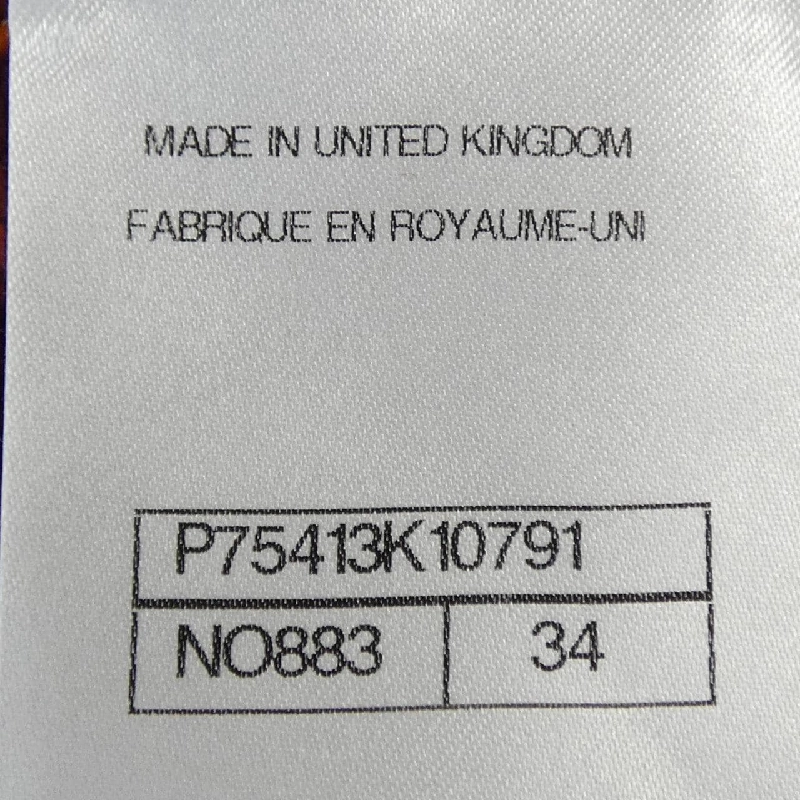 MADE IN UNITED KINGDOM
FABRIQUE EN ROYAUME-UNI
P75413K10791
NO883 34